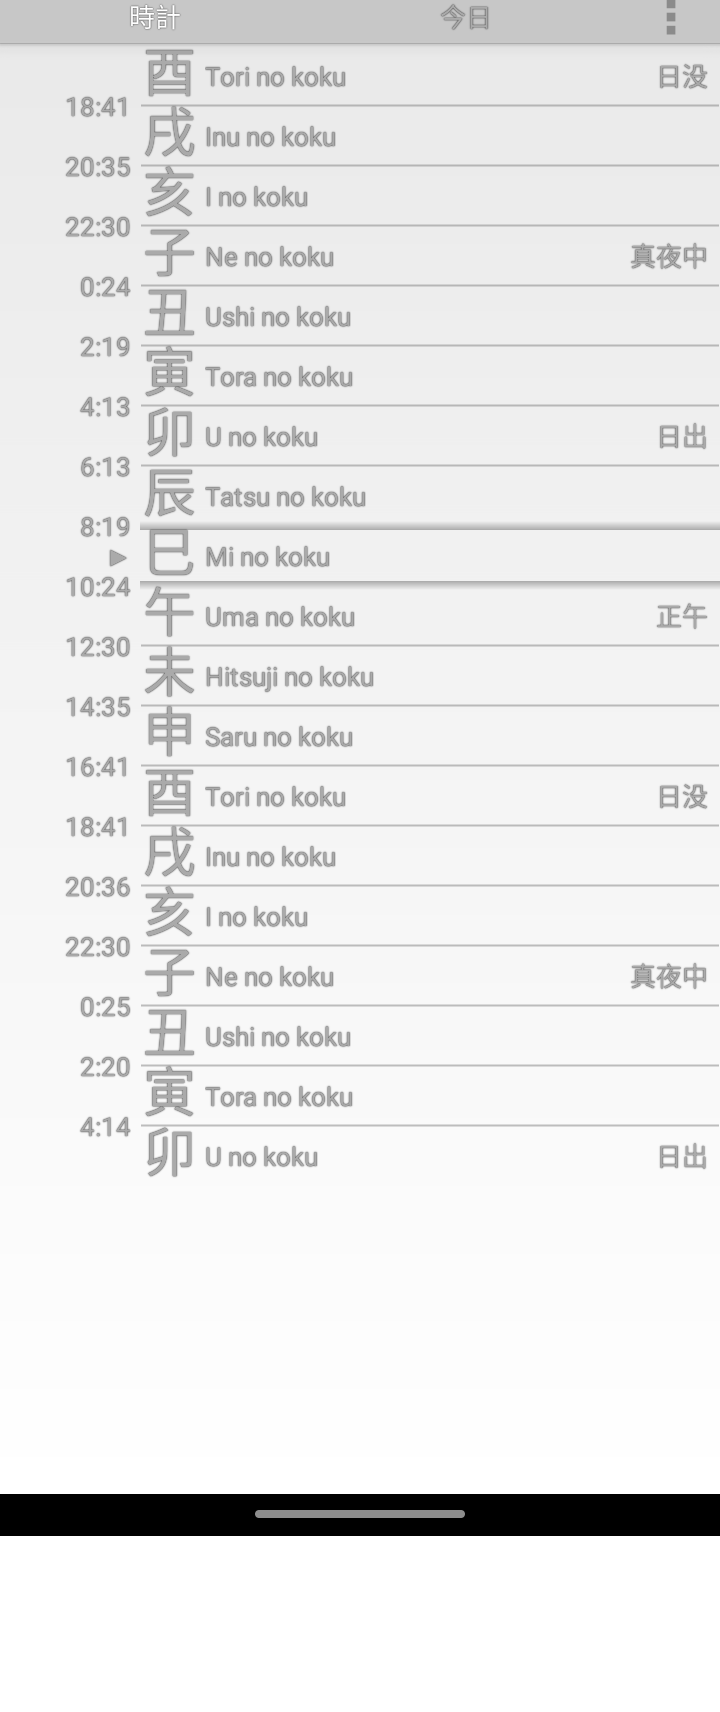 時計 今日
酉 Tori no koku 日没
18:41
戌 Inu no koku
20:35
亥 I no koku
22:30
子 Ne no koku 真夜中
0:24
丑 Ushi no koku
2:19
寅 Tora no koku
4:13
卯 U no koku 日出
6:13
辰 Tatsu no koku
8:19
巳 Mi no koku
10:24
午 Uma no koku 正午
12:30
未 Hitsuji no koku
14:35
申 Saru no koku
16:41
酉 Tori no koku 日没
18:41
戌 Inu no koku
20:36
亥 I no koku
22:30
子 Ne no koku 真夜中
0:25
丑 Ushi no koku
2:20
寅 Tora no koku
4:14
卯 U no koku 日出